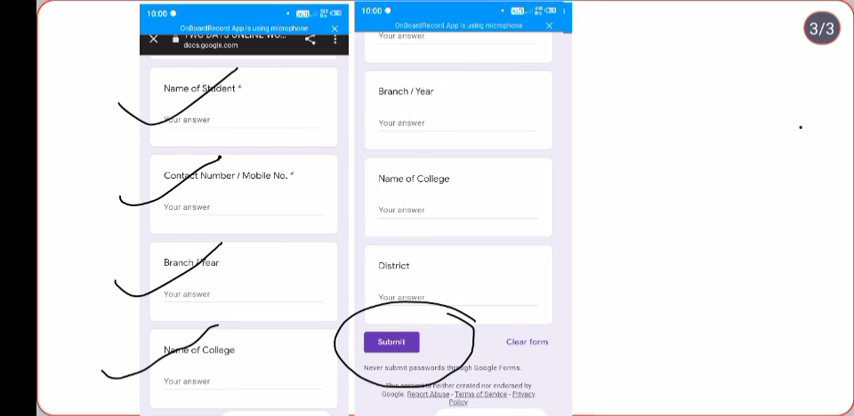 10:00
OnBoardRecord App is using microphone
docs.google.com
Name of Student *
Your answer
Contact Number / Mobile No. *
Your answer
Branch / Year
Your answer
Name of College
Your answer
10:00
OnBoardRecord App is using microphone
Your answer
Branch / Year
Your answer
Name of College
Your answer
District
Your answer
Submit
Clear form
Never submit passwords through Google Forms.
This content is neither created nor endorsed by
Google. Report Abuse - Terms of Service - Privacy
Policy
3/3